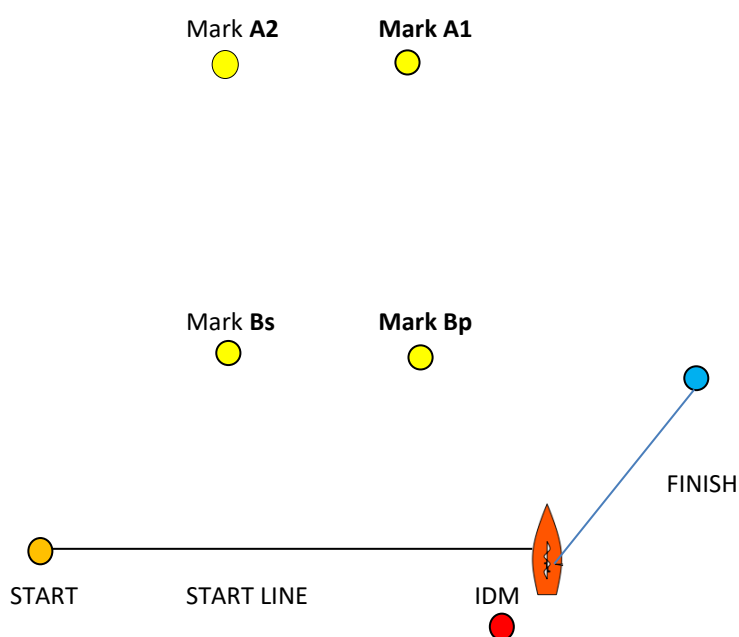 Mark A2
Mark A1
Mark Bs
Mark Bp
FINISH
START
START LINE
IDM